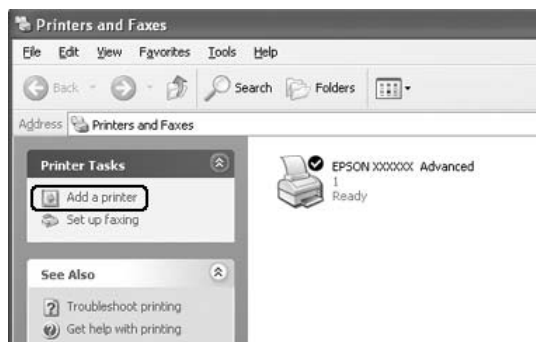 Printers and Faxes
File Edit View Favorites Tools Help
Back Search Folders
Address Printers and Faxes
Printer Tasks
Add a printer
Set up faxing
See Also
Troubleshoot printing
Get help with printing
EPSON XXXXXX Advanced
1
Ready